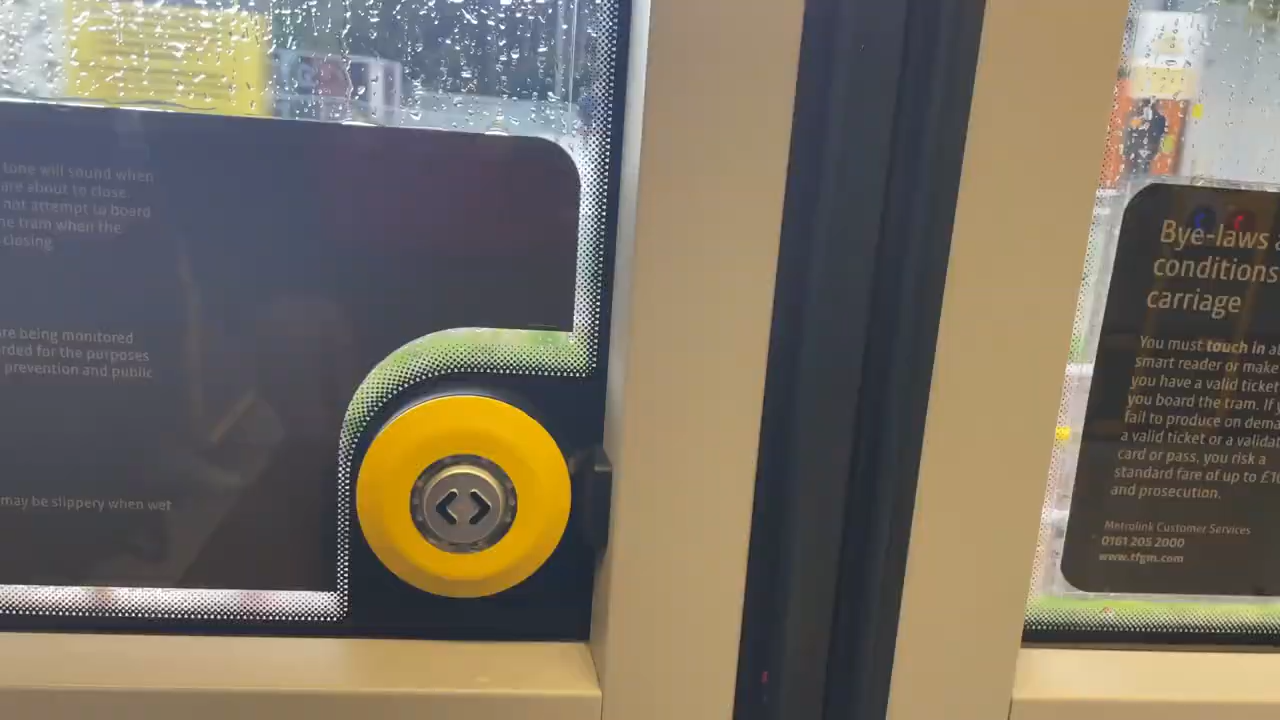 tone will sound when
are about to close.
not attempt to board
he tram when the
closing
are being monitored
rded for the purposes
prevention and public
may be slippery when wet
Bye-laws a
conditions
carriage
You must touch in a
smart reader or make
you have a valid ticket
you board the tram. If
fail to produce on dema
a valid ticket or a valida
card or pass, you risk a
standard fare of up to £10
and prosecution.
Metrolink Customer Services
0161 205 2000
www.tfgm.com